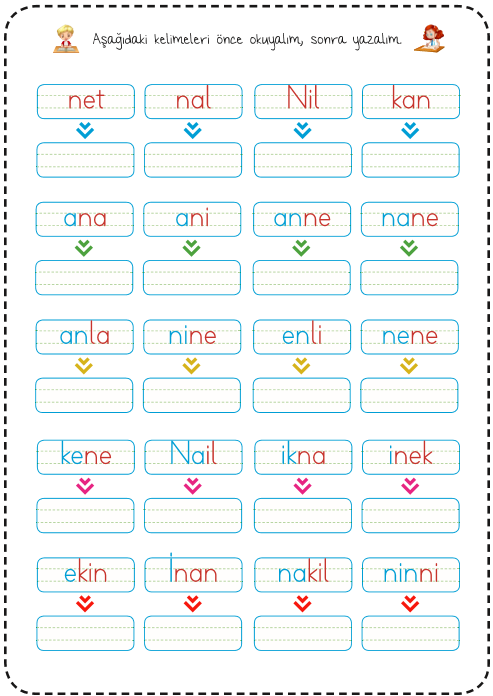 Aşağıdaki kelimeleri önce okuyalım, sonra yazalım.
net nal Nil kan
ana ani anne nane
anla nine enli nene
kene Nail ikna inek
ekin İnan nakil ninni